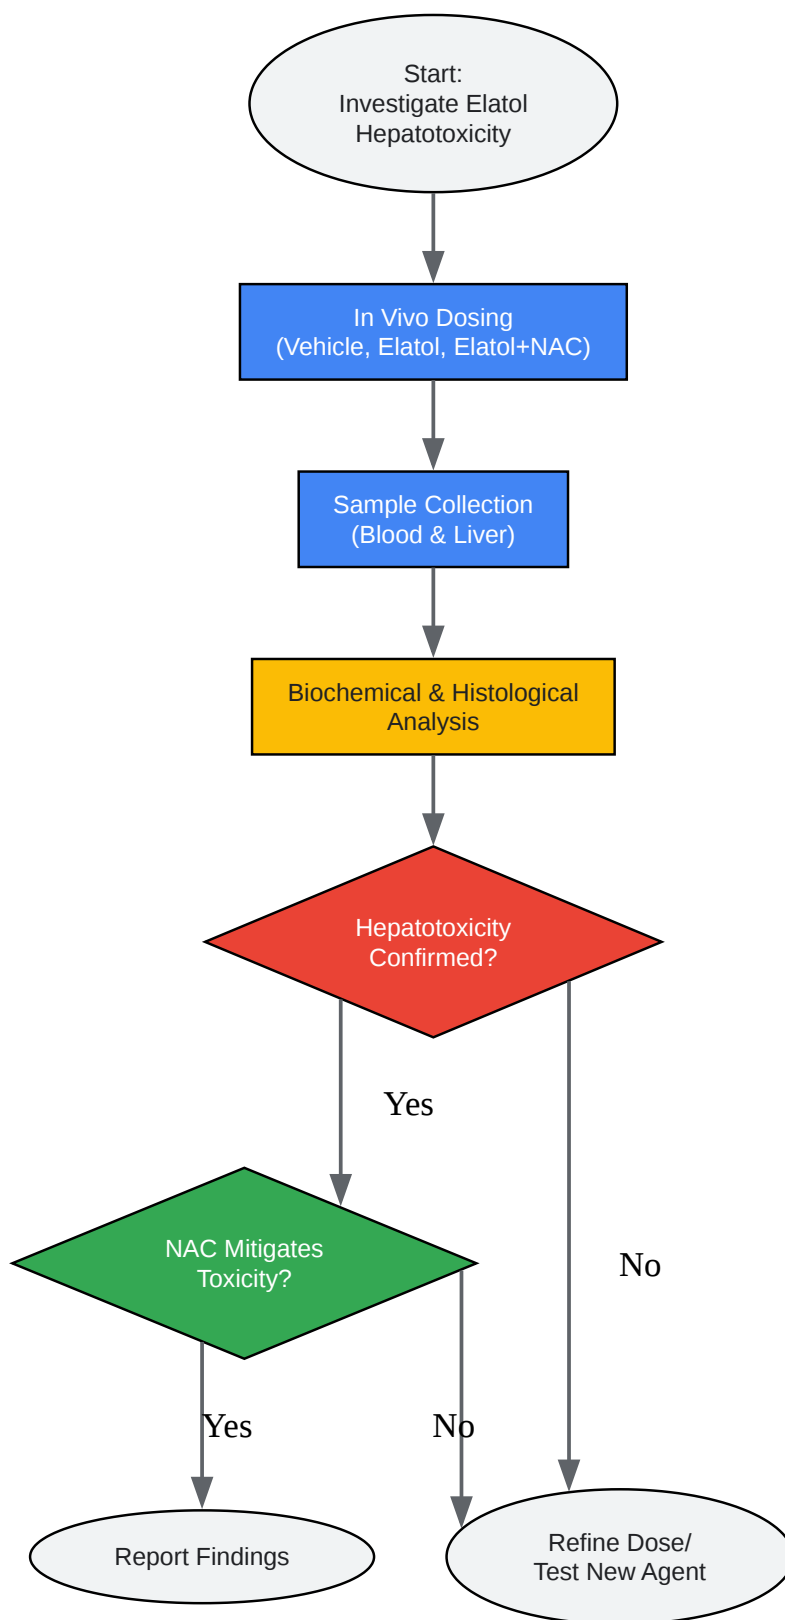 Start:
Investigate Elatol
Hepatotoxicity
In Vivo Dosing
(Vehicle, Elatol, Elatol+NAC)
Sample Collection
(Blood & Liver)
Biochemical & Histological
Analysis
Hepatotoxicity
Confirmed?
Yes
NAC Mitigates
Toxicity?
No
Yes
No
Report Findings
Refine Dose/
Test New Agent